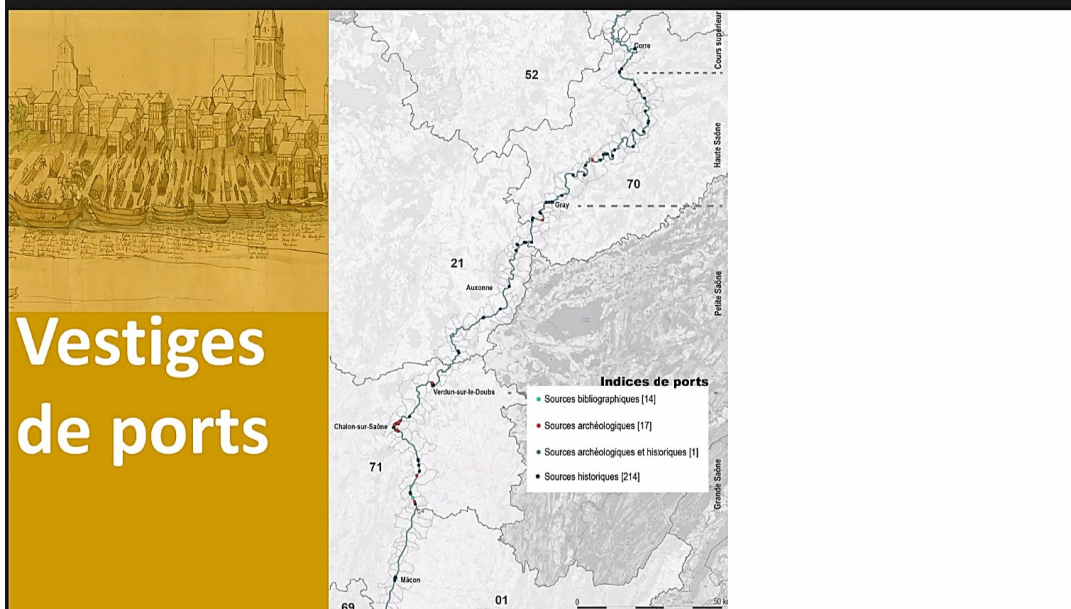 Vestiges
de ports
Corre
Cours supérieur
52
Haute Saône
70
Gray
21
Auxonne
Petite Saône
Indices de ports
Verdun-sur-le-Doubs
Sources bibliographiques [14]
Chalon-sur-Saône
Sources archéologiques [17]
Sources archéologiques et historiques [1]
71
Sources historiques [214]
Grande Saône
Mâcon
69
01
0
50